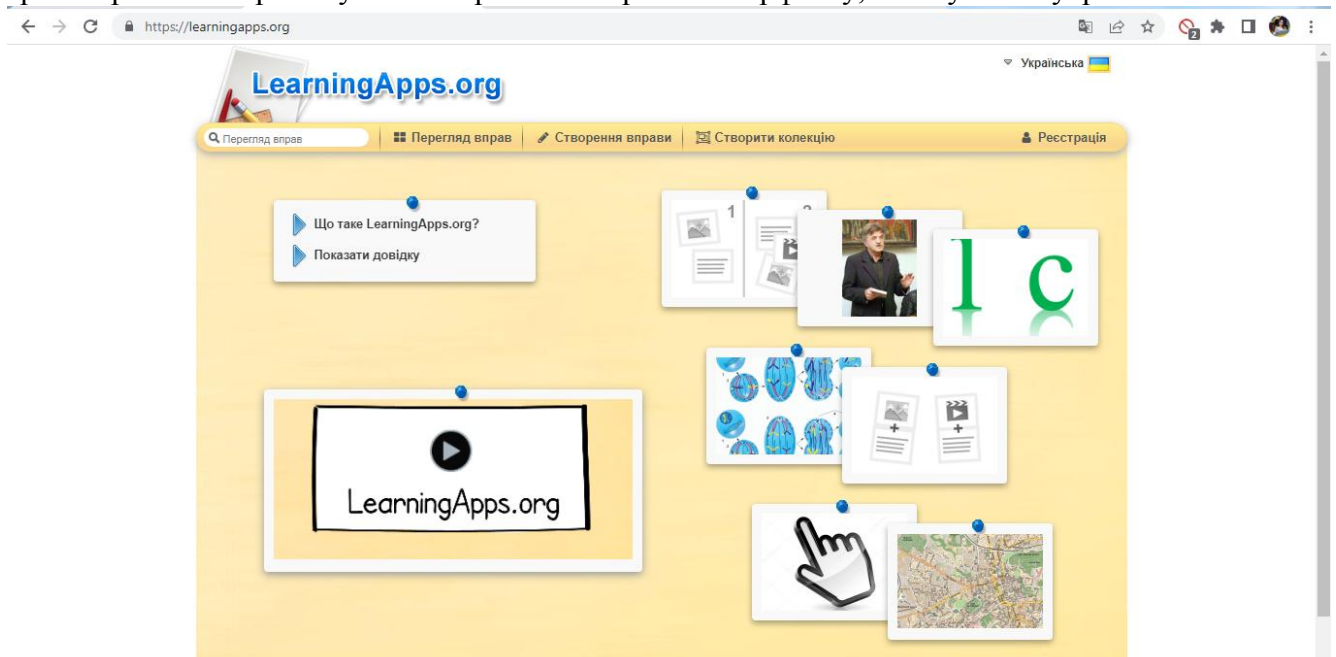 https://learningapps.org
2
LearningApps.org
Українська
Перегляд вправ
Перегляд вправ
Створення вправи
Створити колекцію
Реєстрація
Що таке LearningApps.org?
Показати довідку
1
2
l c
LearningApps.org